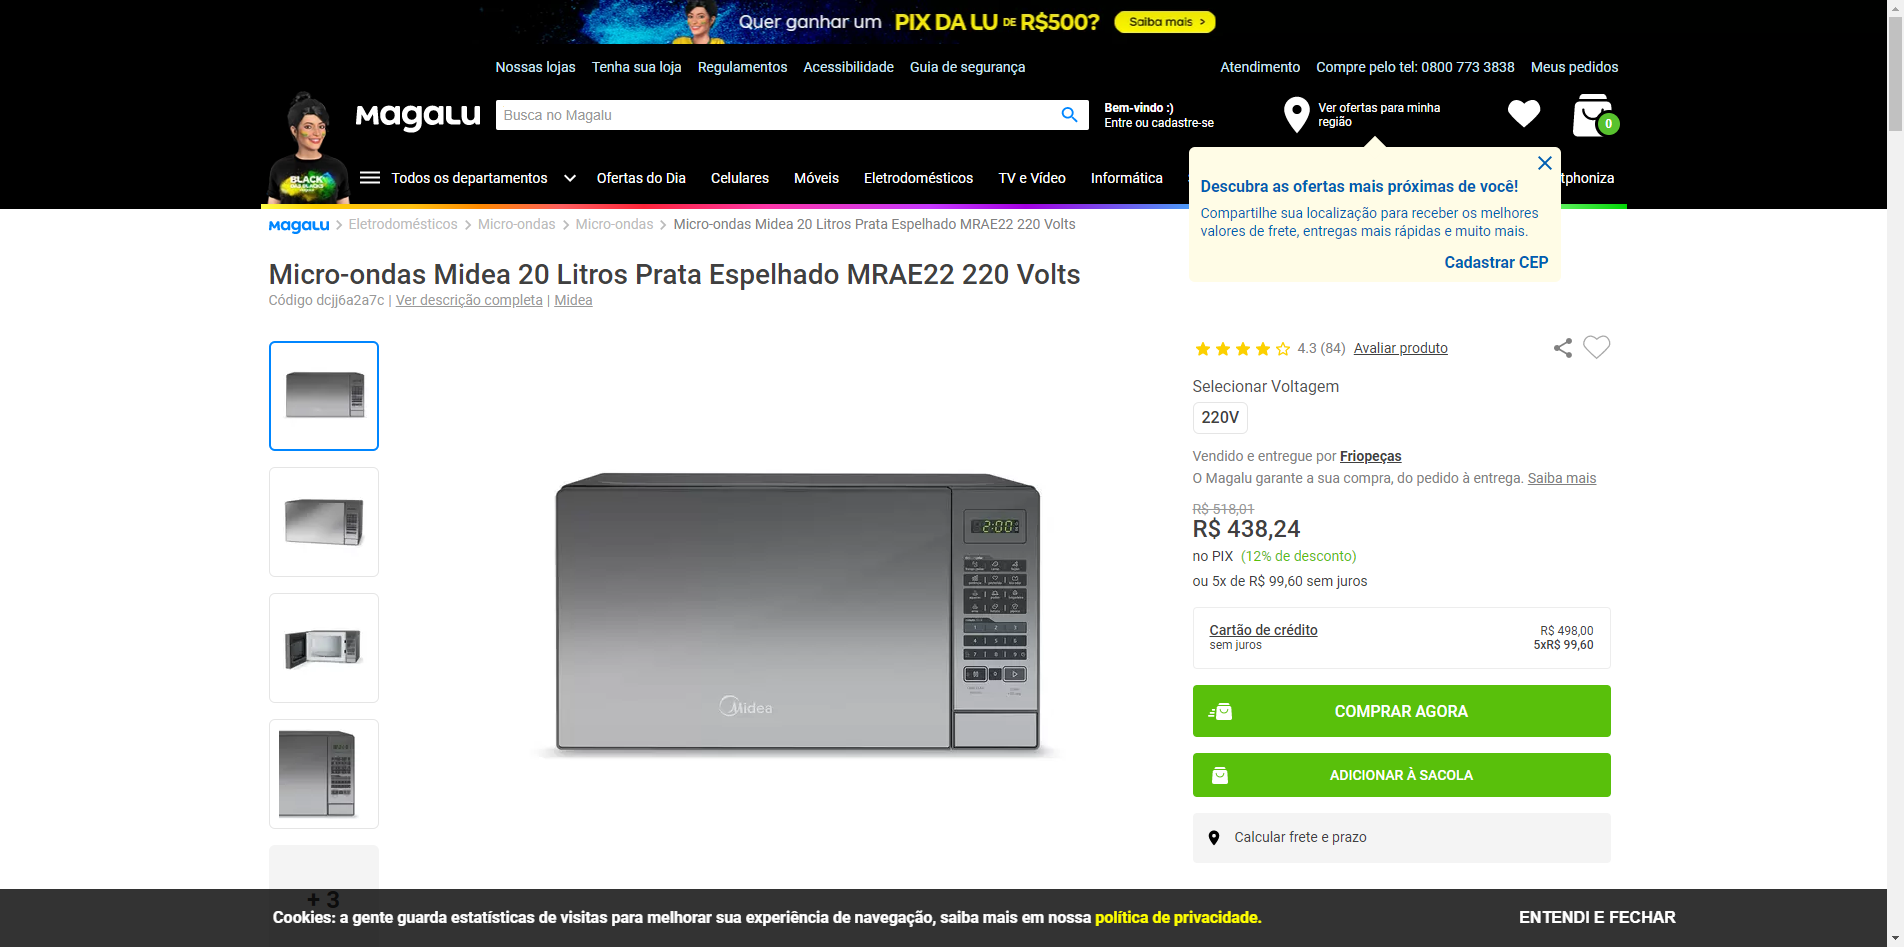 Quer ganhar um PIX DA LU DE R$500? Saiba mais >
Nossas lojas Tenha sua loja Regulamentos Acessibilidade Guia de segurança Atendimento Compre pelo tel: 0800 773 3838 Meus pedidos
Magalu
Busca no Magalu
Bem-vindo :)
Entre ou cadastre-se
Ver ofertas para minha
região
0
BLACK
Todos os departamentos Ofertas do Dia Celulares Móveis Eletrodomésticos TV e Vídeo Informática tphoniza
Descubra as ofertas mais próximas de você!
Compartilhe sua localização para receber os melhores
valores de frete, entregas mais rápidas e muito mais.
Cadastrar CEP
Magalu > Eletrodomésticos > Micro-ondas > Micro-ondas > Micro-ondas Midea 20 Litros Prata Espelhado MRAE22 220 Volts
Micro-ondas Midea 20 Litros Prata Espelhado MRAE22 220 Volts
Código dcjj6a2a7c | Ver descrição completa | Midea
4.3 (84) Avaliar produto
Selecionar Voltagem
220V
Vendido e entregue por Friopeças
O Magalu garante a sua compra, do pedido à entrega. Saiba mais
R$ 518,01
R$ 438,24
no PIX (12% de desconto)
ou 5x de R$ 99,60 sem juros
Cartão de crédito R$ 498,00
sem juros 5xR$ 99,60
COMPRAR AGORA
ADICIONAR À SACOLA
Calcular frete e prazo
2:00
Midea
+ 3
Cookies: a gente guarda estatísticas de visitas para melhorar sua experiência de navegação, saiba mais em nossa política de privacidade. ENTENDI E FECHAR